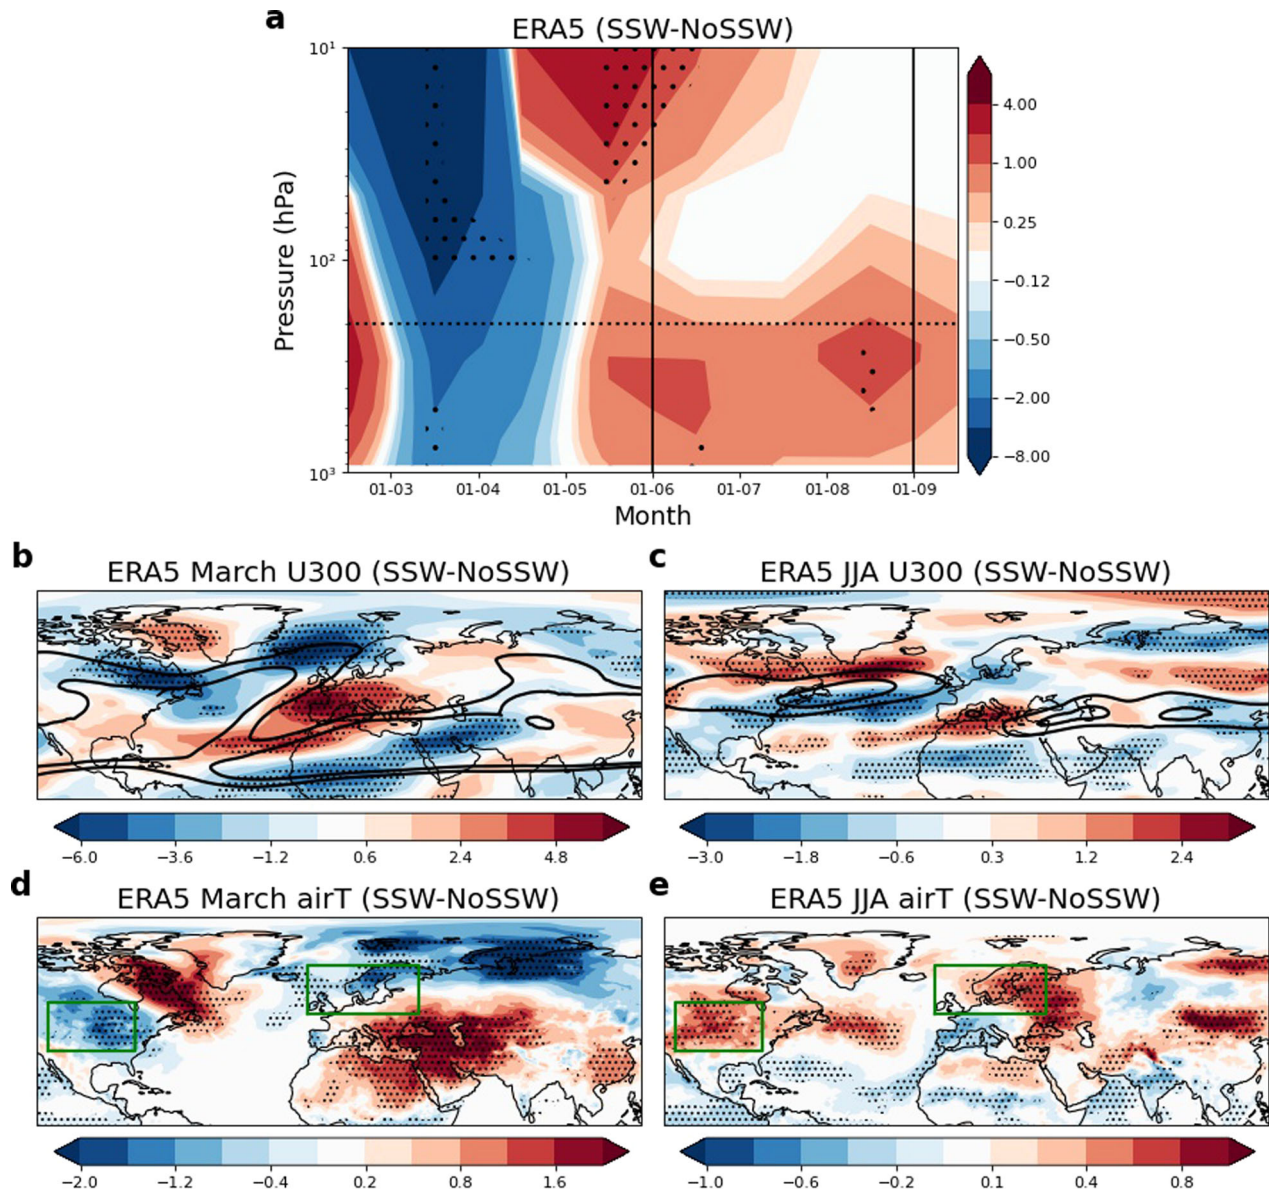 a
ERA5 (SSW-NoSSW)
10¹
10²
10³
Pressure (hPa)
01-03 01-04 01-05 01-06 01-07 01-08 01-09
Month
4.00
1.00
0.25
−0.12
−0.50
−2.00
−8.00
b
ERA5 March U300 (SSW-NoSSW)
−6.0 −3.6 −1.2 0.6 2.4 4.8
c
ERA5 JJA U300 (SSW-NoSSW)
−3.0 −1.8 −0.6 0.3 1.2 2.4
d
ERA5 March airT (SSW-NoSSW)
−2.0 −1.2 −0.4 0.2 0.8 1.6
e
ERA5 JJA airT (SSW-NoSSW)
−1.0 −0.6 −0.2 0.1 0.4 0.8